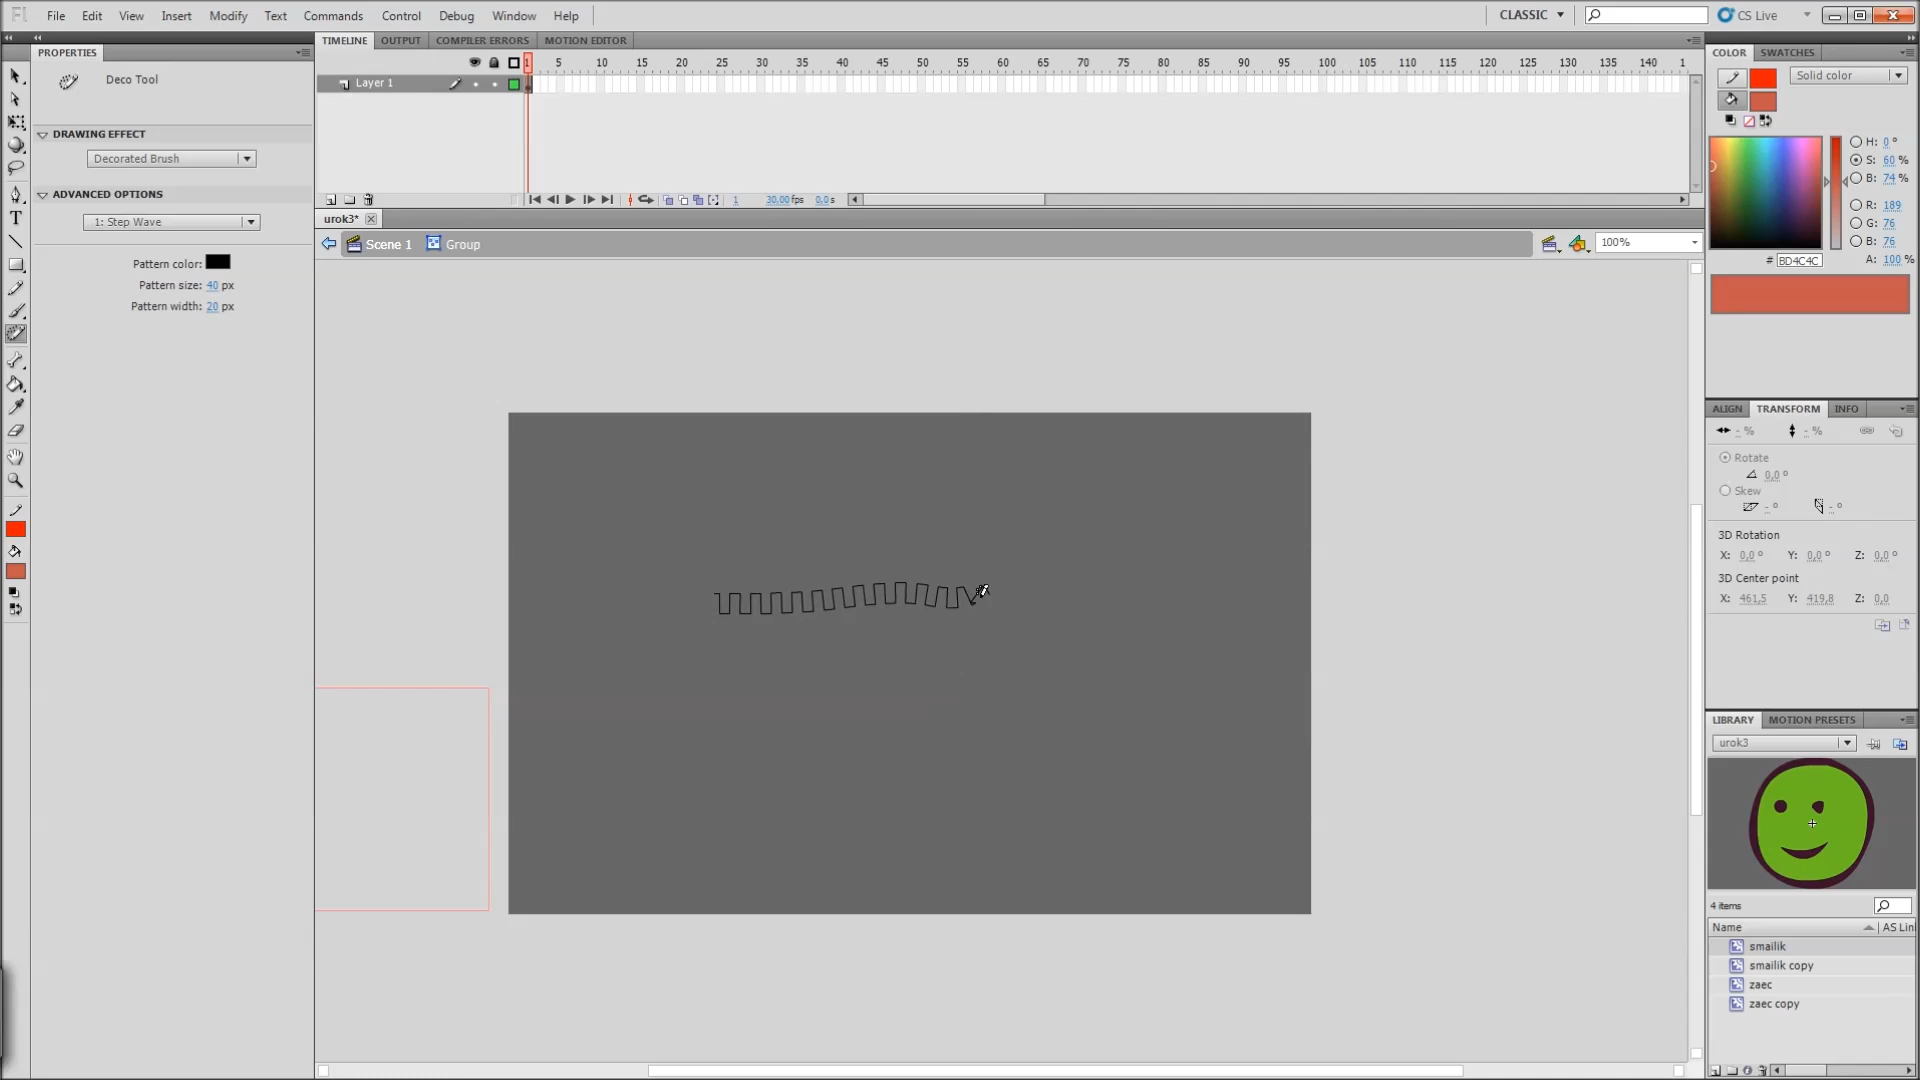 Fl File Edit View Insert Modify Text Commands Control Debug Window Help CLASSIC CS Live
PROPERTIES
Deco Tool
DRAWING EFFECT
Decorated Brush
ADVANCED OPTIONS
1: Step Wave
Pattern color:
Pattern size: 40 px
Pattern width: 20 px
TIMELINE OUTPUT COMPILER ERRORS MOTION EDITOR
1 5 10 15 20 25 30 35 40 45 50 55 60 65 70 75 80 85 90 95 100 105 110 115 120 125 130 135 140 1
Layer 1
1 30.00 fps 0.0 s
urok3*
Scene 1 Group 100%
COLOR SWATCHES
Solid color
H: 0 °
S: 60 %
B: 74 %
R: 189
G: 76
B: 76
# BD4C4C A: 100 %
ALIGN TRANSFORM INFO
- % - %
Rotate
0,0 °
Skew
- ° - °
3D Rotation
X: 0,0 ° Y: 0,0 ° Z: 0,0 °
3D Center point
X: 461,5 Y: 419,8 Z: 0,0
LIBRARY MOTION PRESETS
urok3
4 items
Name AS Lin
smailik
smailik copy
zaec
zaec copy